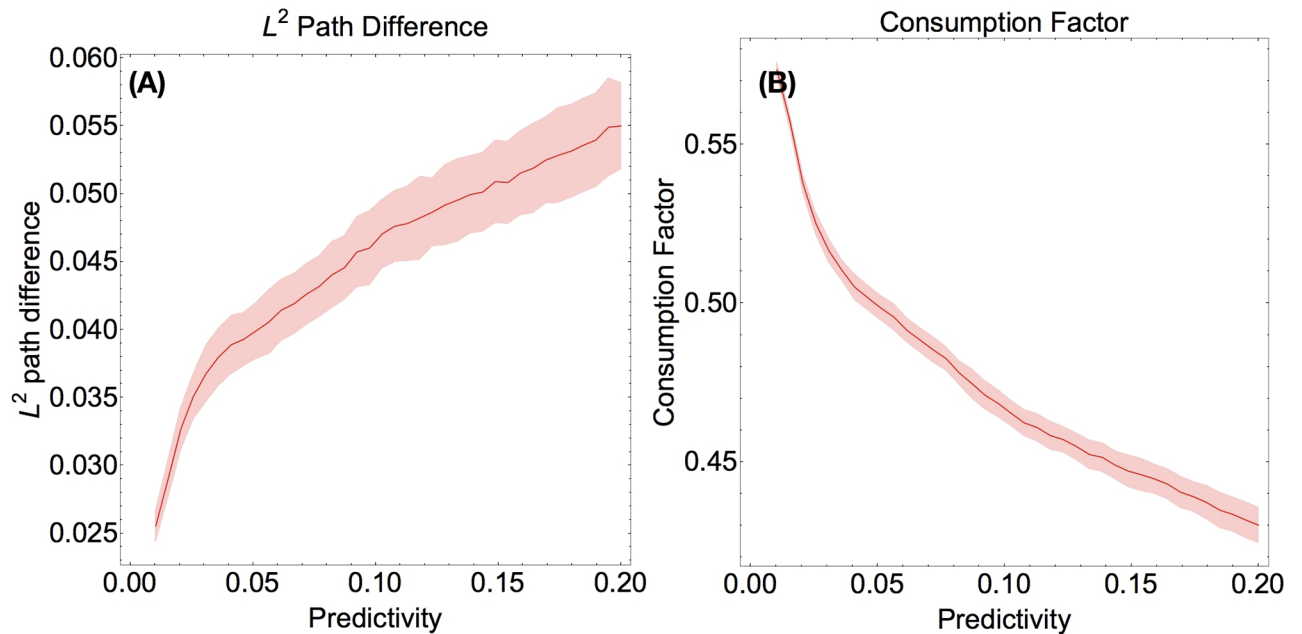 L² Path Difference
(A)
L² path difference
0.060
0.055
0.050
0.045
0.040
0.035
0.030
0.025
0.00 0.05 0.10 0.15 0.20
Predictivity
Consumption Factor
(B)
Consumption Factor
0.55
0.50
0.45
0.00 0.05 0.10 0.15 0.20
Predictivity